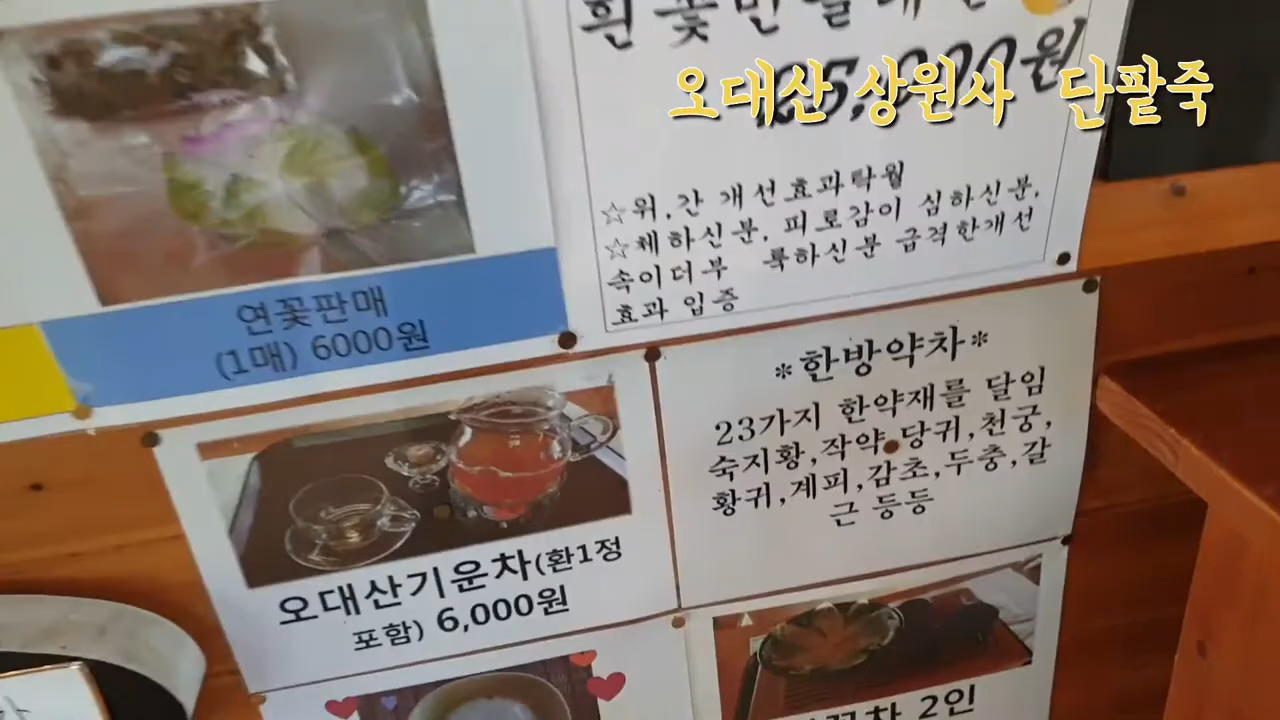 오대산 상원사 단팥죽
☆위,간 개선효과탁월
☆체하신분, 피로감이 심하신분,
속이더부 룩하신분 급격한개선
효과 입증
연꽃판매
(1매) 6000원
*한방약차*
23가지 한약재를 달임
숙지황,작약,당귀,천궁,
황귀,계피,감초,두충,갈
근 등등
오대산기운차(환1정
포함) 6,000원
2인